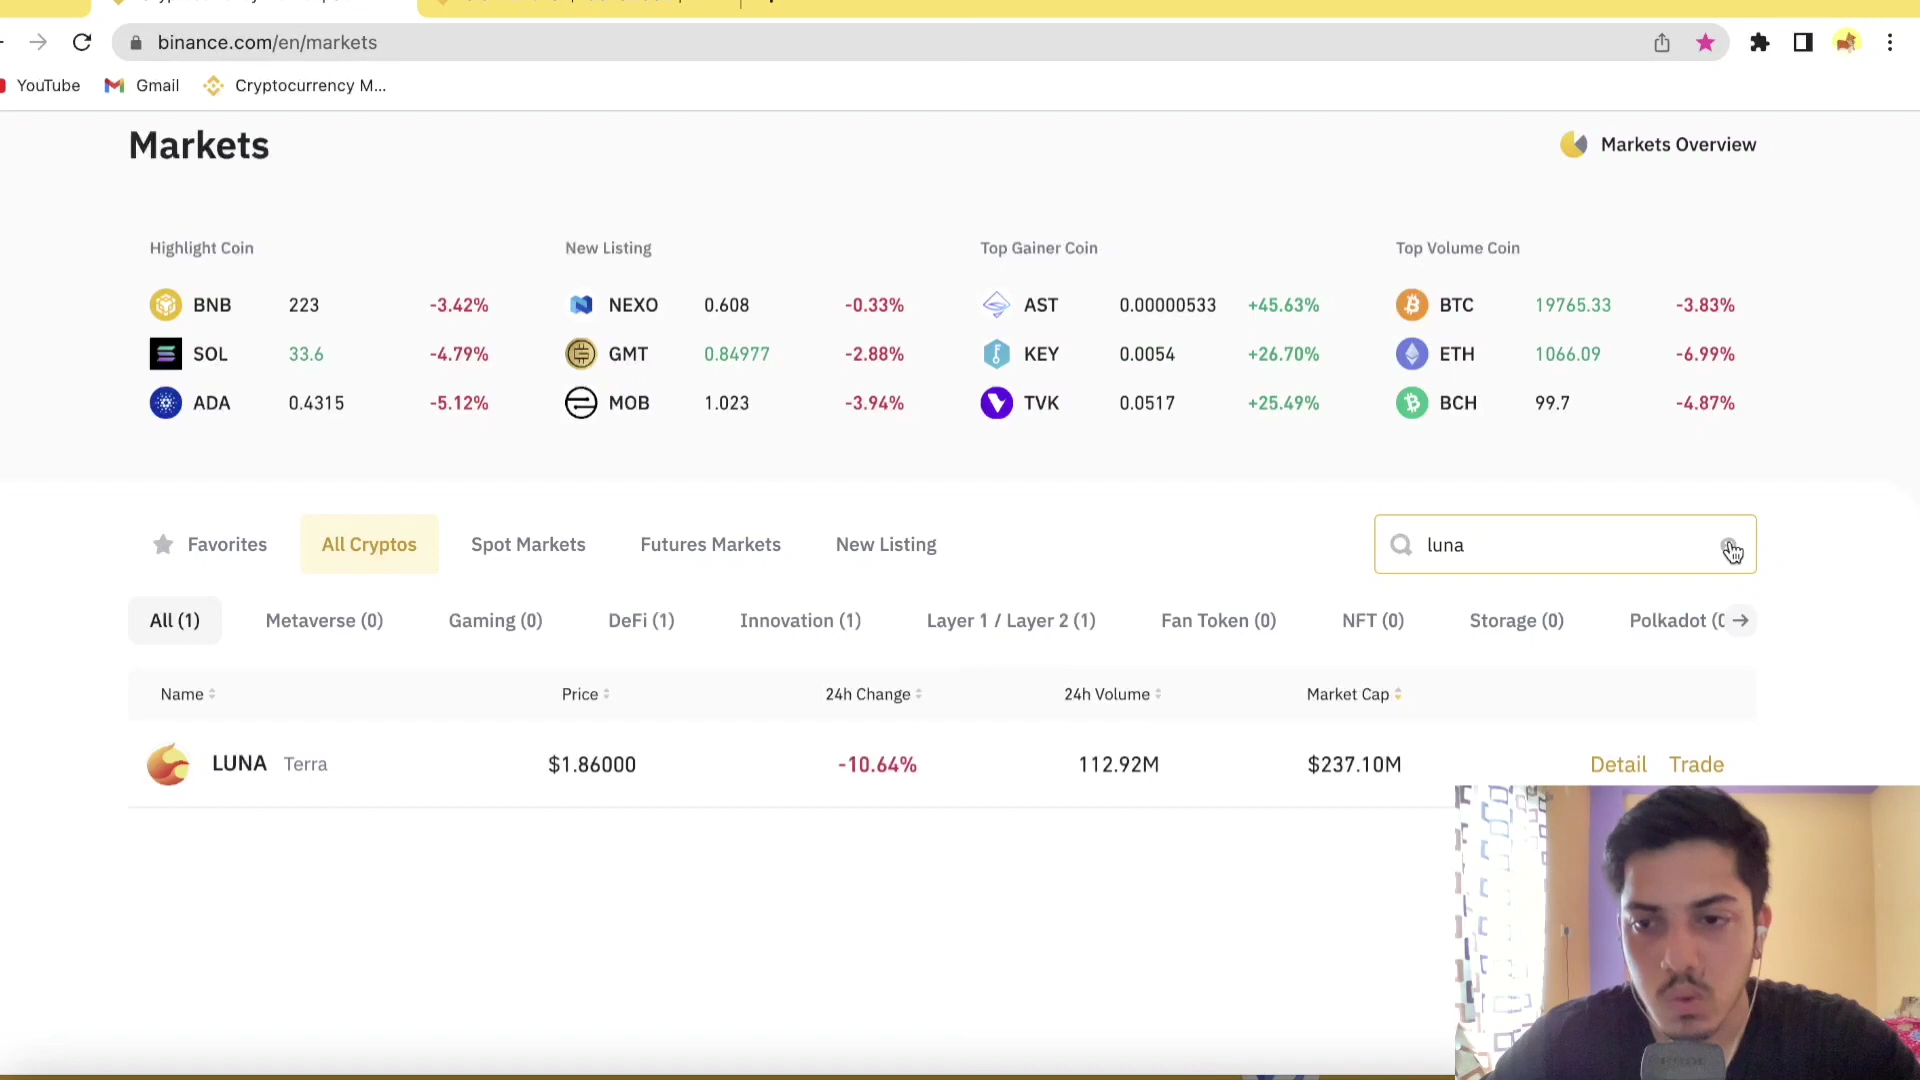 binance.com/en/markets
YouTube Gmail Cryptocurrency M...
Markets
Markets Overview
Highlight Coin New Listing Top Gainer Coin Top Volume Coin
BNB 223 -3.42% NEXO 0.608 -0.33% AST 0.00000533 +45.63% BTC 19765.33 -3.83%
SOL 33.6 -4.79% GMT 0.84977 -2.88% KEY 0.0054 +26.70% ETH 1066.09 -6.99%
ADA 0.4315 -5.12% MOB 1.023 -3.94% TVK 0.0517 +25.49% BCH 99.7 -4.87%
Favorites All Cryptos Spot Markets Futures Markets New Listing luna
All (1) Metaverse (0) Gaming (0) DeFi (1) Innovation (1) Layer 1 / Layer 2 (1) Fan Token (0) NFT (0) Storage (0) Polkadot
Name Price 24h Change 24h Volume Market Cap
LUNA Terra $1.86000 -10.64% 112.92M $237.10M Detail Trade